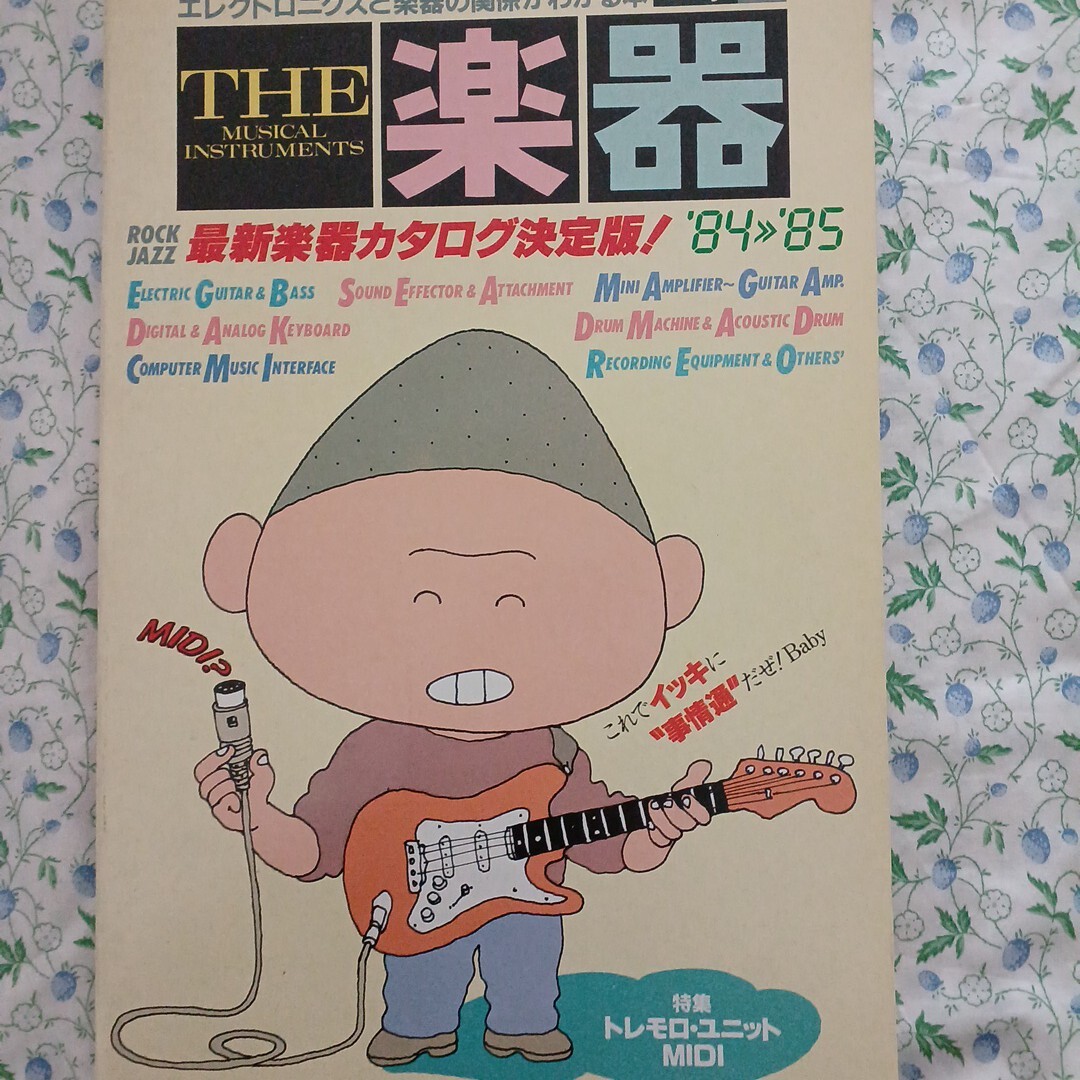 エレクトロニクスと楽器の関係がわかる本
THE
MUSICAL
INSTRUMENTS
楽器
ROCK
JAZZ
最新楽器カタログ決定版!
'84»'85
ELECTRIC GUITAR & BASS
SOUND EFFECTOR & ATTACHMENT
MINI AMPLIFIER~GUITAR AMP.
DIGITAL & ANALOG KEYBOARD
DRUM MACHINE & ACOUSTIC DRUM
COMPUTER MUSIC INTERFACE
RECORDING EQUIPMENT & OTHERS'
MIDI?
これでイッキに
"事情通"だぜ!Baby
特集
トレモロ・ユニット
MIDI